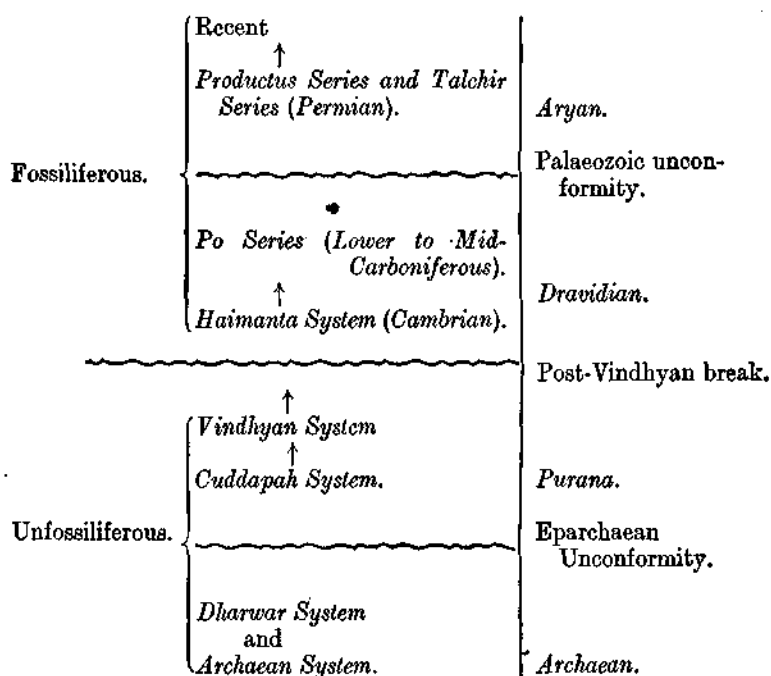 Recent
↑
Productus Series and Talchir
Series (Permian).
Aryan.
Fossiliferous.
Palaeozoic uncon-
formity.
Po Series (Lower to Mid-
Carboniferous).
↑
Dravidian.
Haimanta System (Cambrian).
Post-Vindhyan break.
↑
Vindhyan System
↑
Cuddapah System.
Purana.
Unfossiliferous.
Eparchaean
Unconformity.
Dharwar System
and
Archaean System.
Archaean.